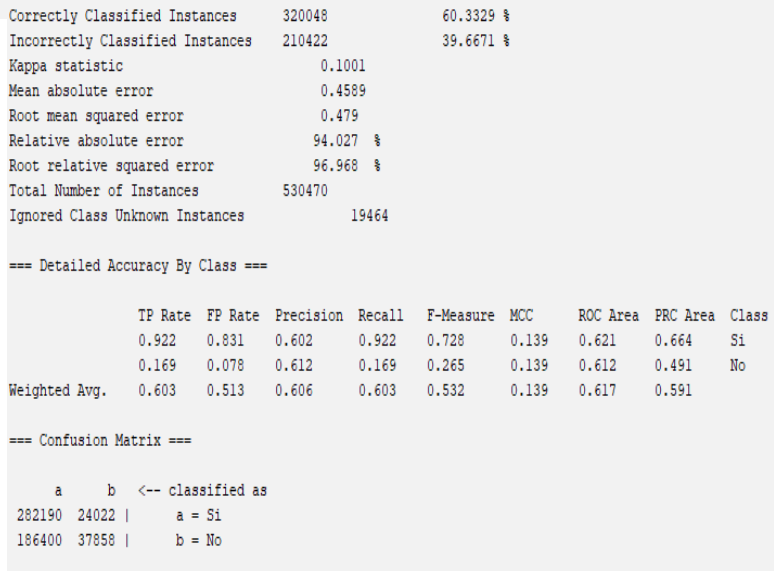 Correctly Classified Instances 320048 60.3329 %
Incorrectly Classified Instances 210422 39.6671 %
Kappa statistic 0.1001
Mean absolute error 0.4589
Root mean squared error 0.479
Relative absolute error 94.027 %
Root relative squared error 96.968 %
Total Number of Instances 530470
Ignored Class Unknown Instances 19464
=== Detailed Accuracy By Class ===
TP Rate FP Rate Precision Recall F-Measure MCC ROC Area PRC Area Class
0.922 0.831 0.602 0.922 0.728 0.139 0.621 0.664 Si
0.169 0.078 0.612 0.169 0.265 0.139 0.612 0.491 No
Weighted Avg. 0.603 0.513 0.606 0.603 0.532 0.139 0.617 0.591
=== Confusion Matrix ===
a b <-- classified as
282190 24022 | a = Si
186400 37858 | b = No